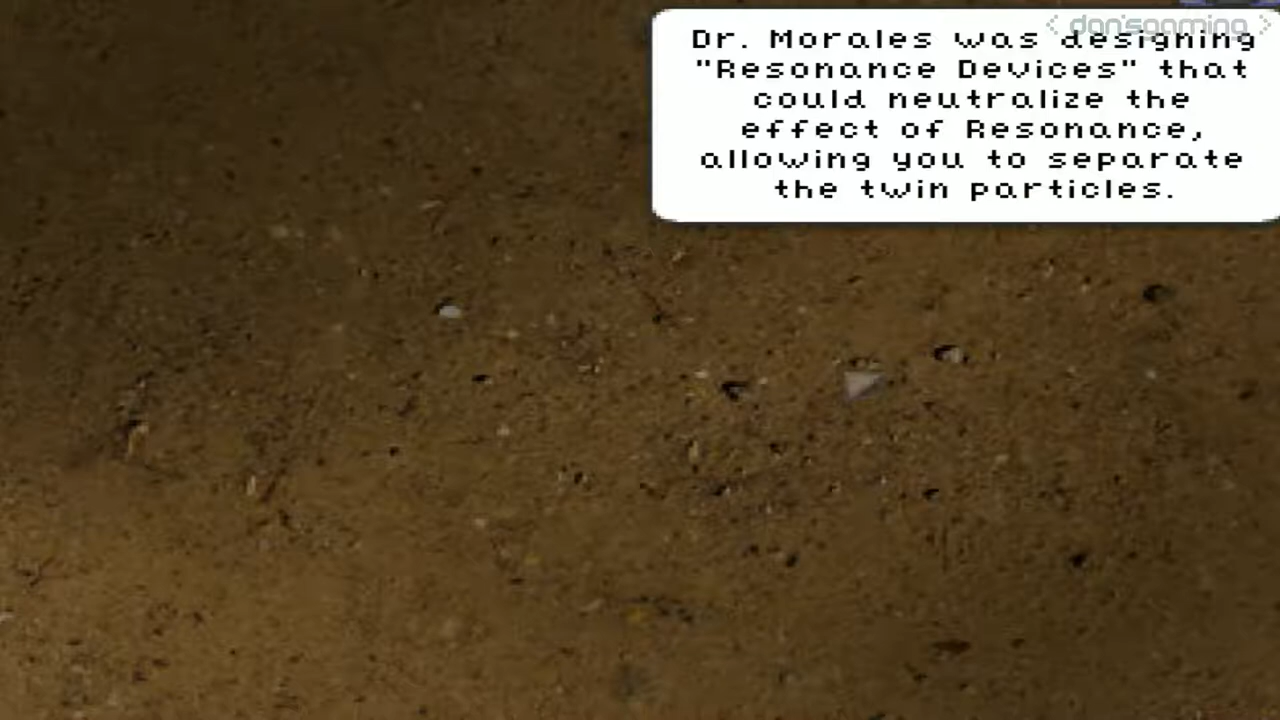 dansgaming
Dr. Morales was designing
"Resonance Devices" that
could neutralize the
effect of Resonance,
allowing you to separate
the twin particles.